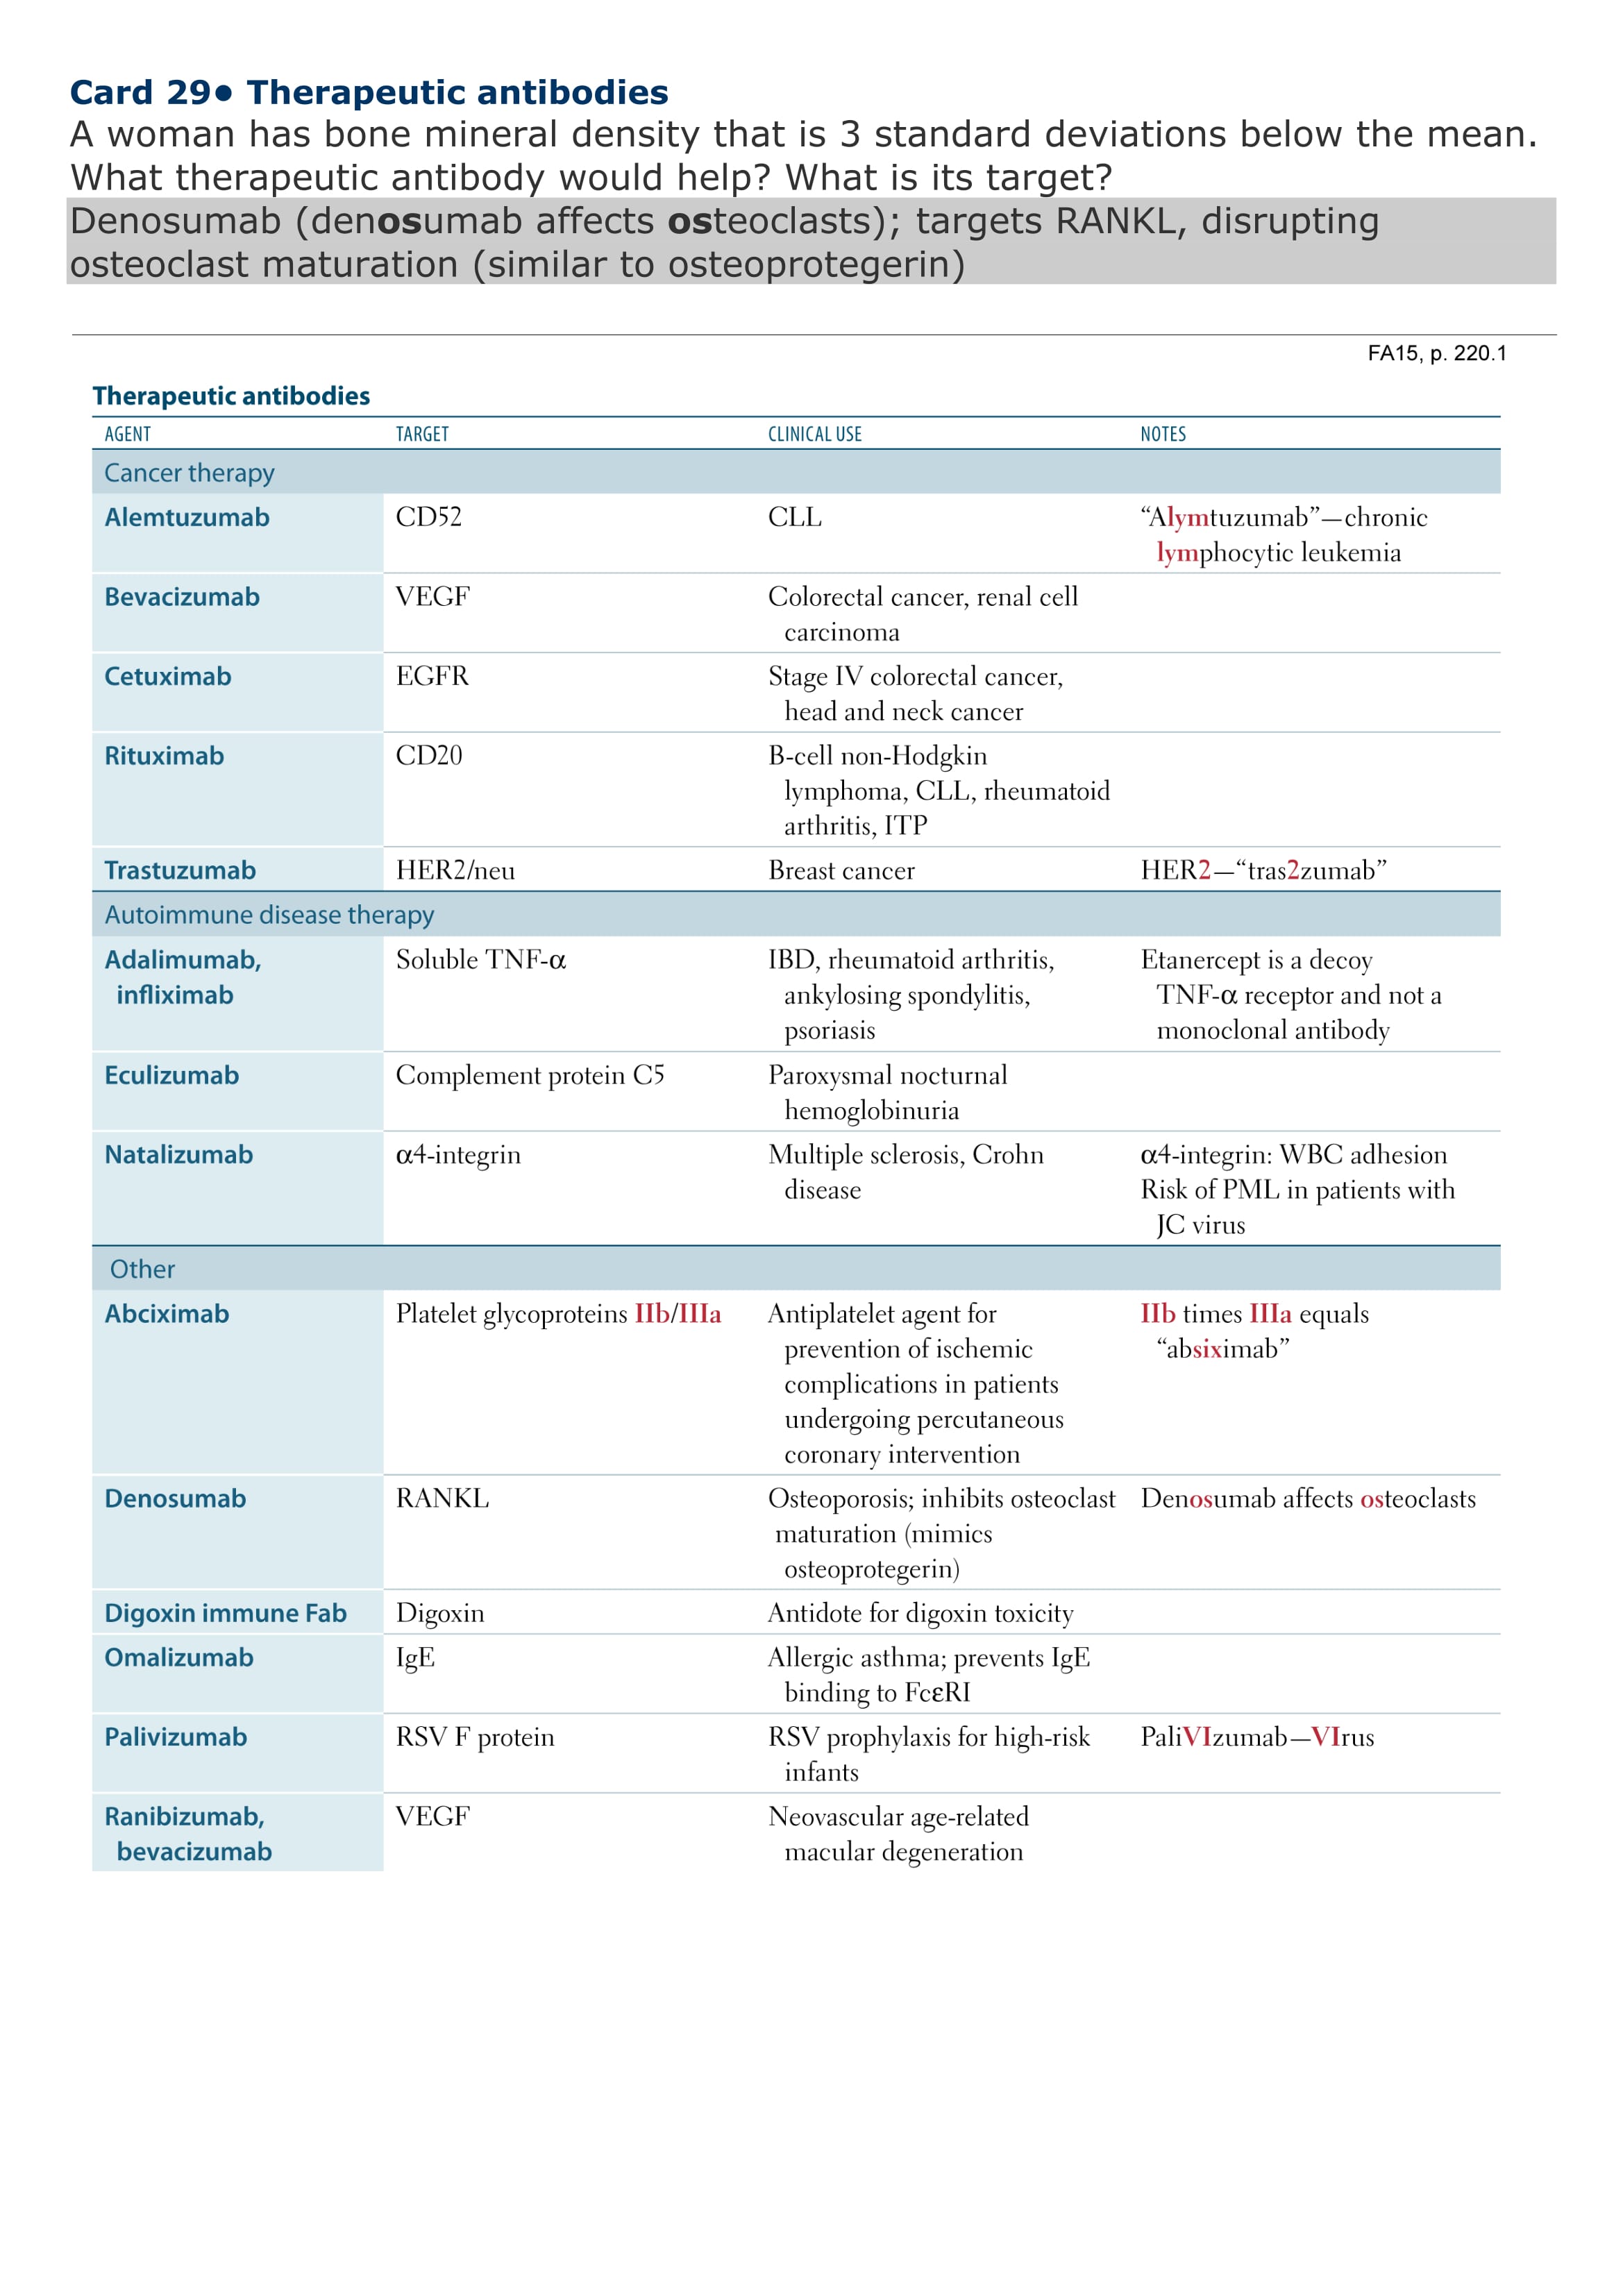 Card 29• Therapeutic antibodies
A woman has bone mineral density that is 3 standard deviations below the mean.
What therapeutic antibody would help? What is its target?
Denosumab (denosumab affects osteoclasts); targets RANKL, disrupting
osteoclast maturation (similar to osteoprotegerin)
FA15, p. 220.1
Therapeutic antibodies
AGENT TARGET CLINICAL USE NOTES
Cancer therapy
Alemtuzumab CD52 CLL “Alymtuzumab”—chronic
lymphocytic leukemia
Bevacizumab VEGF Colorectal cancer, renal cell
carcinoma
Cetuximab EGFR Stage IV colorectal cancer,
head and neck cancer
Rituximab CD20 B-cell non-Hodgkin
lymphoma, CLL, rheumatoid
arthritis, ITP
Trastuzumab HER2/neu Breast cancer HER2—“tras2zumab”
Autoimmune disease therapy
Adalimumab, Soluble TNF-α IBD, rheumatoid arthritis, Etanercept is a decoy
infliximab ankylosing spondylitis, TNF-α receptor and not a
psoriasis monoclonal antibody
Eculizumab Complement protein C5 Paroxysmal nocturnal
hemoglobinuria
Natalizumab α4-integrin Multiple sclerosis, Crohn α4-integrin: WBC adhesion
disease Risk of PML in patients with
JC virus
Other
Abciximab Platelet glycoproteins IIb/IIIa Antiplatelet agent for IIb times IIIa equals
prevention of ischemic “absiximab”
complications in patients
undergoing percutaneous
coronary intervention
Denosumab RANKL Osteoporosis; inhibits osteoclast Denosumab affects osteoclasts
maturation (mimics
osteoprotegerin)
Digoxin immune Fab Digoxin Antidote for digoxin toxicity
Omalizumab IgE Allergic asthma; prevents IgE
binding to FcεRI
Palivizumab RSV F protein RSV prophylaxis for high-risk PaliVIzumab—VIrus
infants
Ranibizumab, VEGF Neovascular age-related
bevacizumab macular degeneration